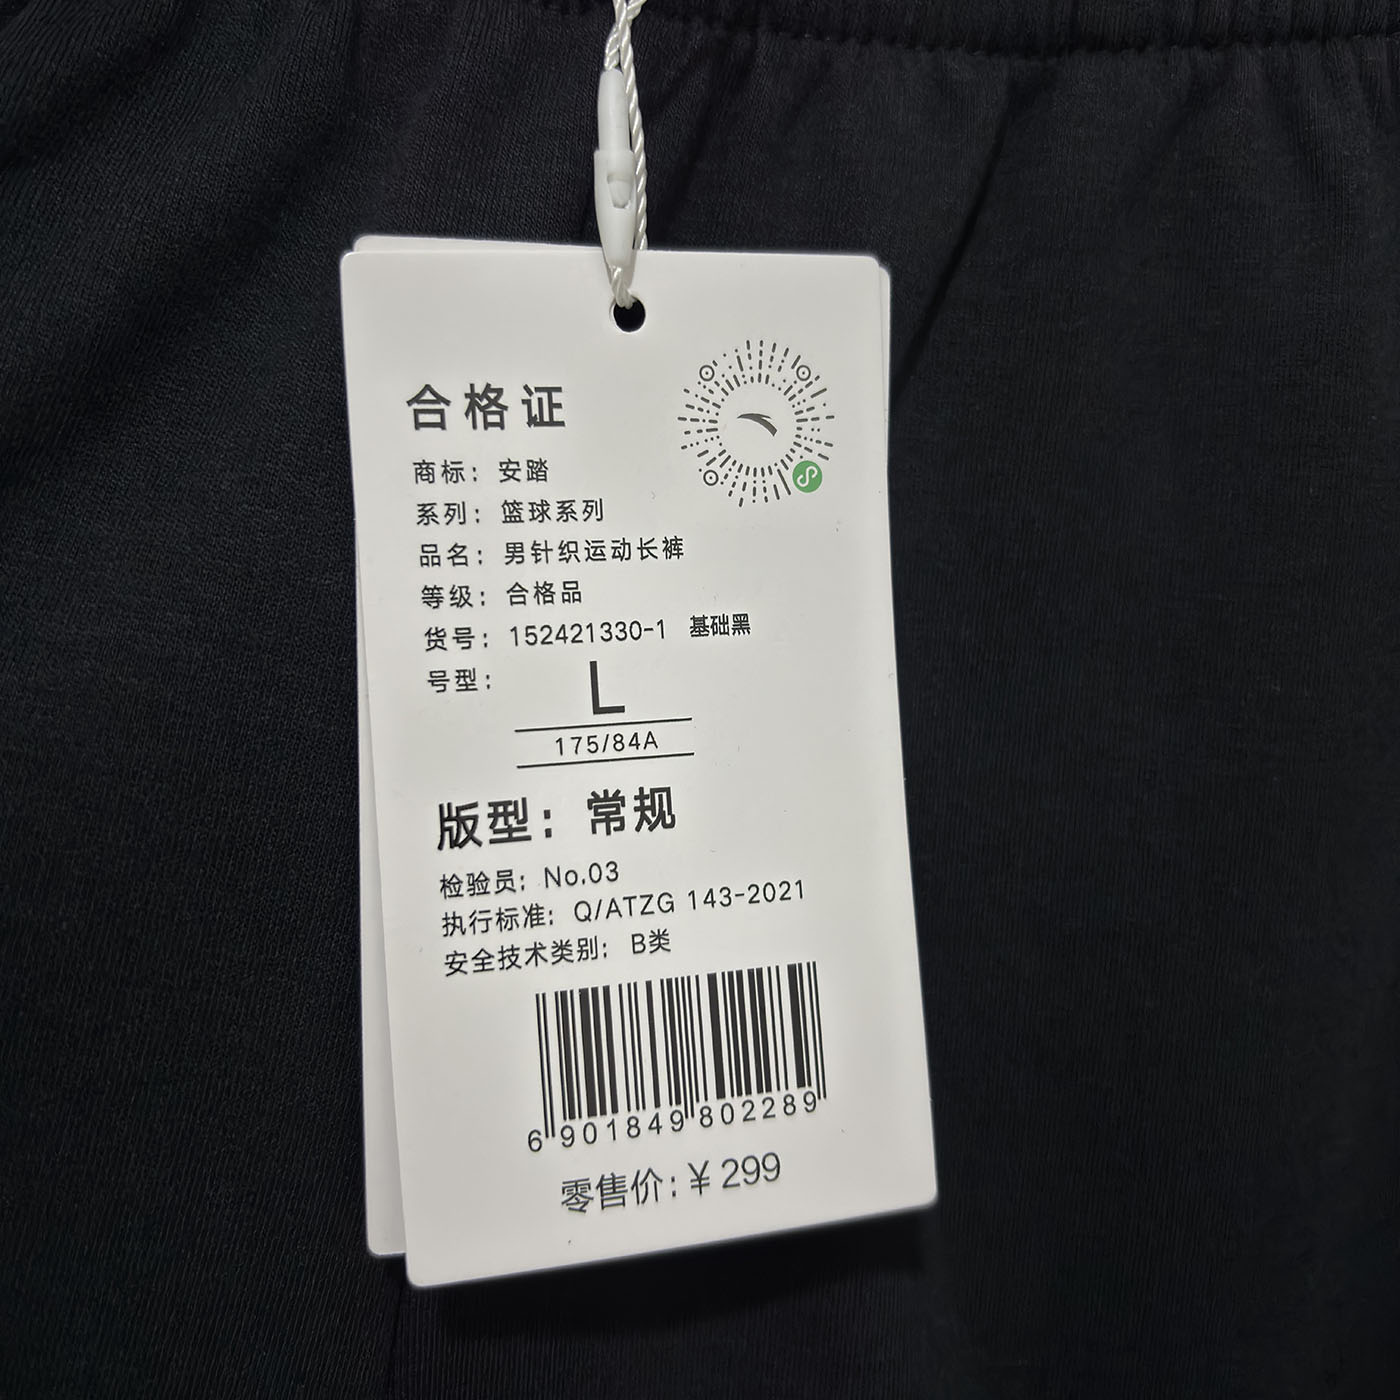 合格证
商标：安踏
系列：篮球系列
品名：男针织运动长裤
等级：合格品
货号：152421330-1 基础黑
号型：L
175/84A
版型：常规
检验员：No.03
执行标准：Q/ATZG 143-2021
安全技术类别：B类
6901849802289
零售价：¥299